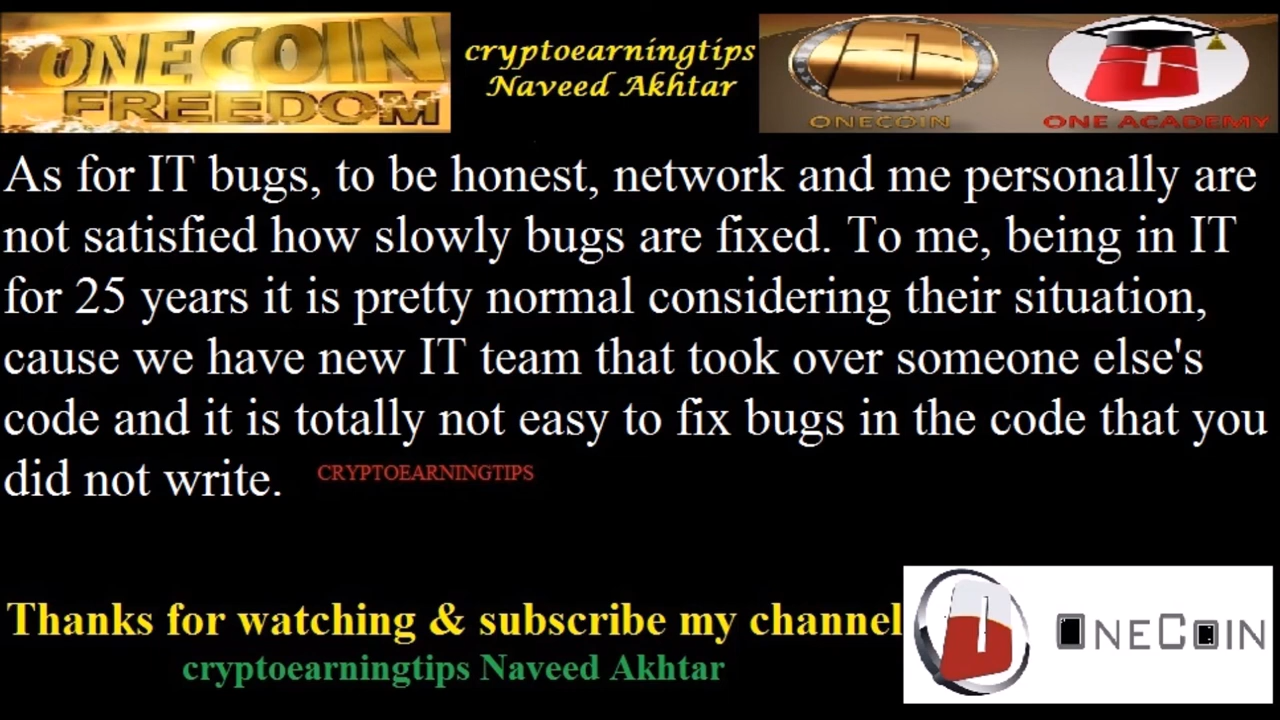 ONE COIN
FREEDOM
cryptoearningtips
Naveed Akhtar
ONECOIN
ONE ACADEMY
As for IT bugs, to be honest, network and me personally are
not satisfied how slowly bugs are fixed. To me, being in IT
for 25 years it is pretty normal considering their situation,
cause we have new IT team that took over someone else's
code and it is totally not easy to fix bugs in the code that you
did not write.
CRYPTOEARNINGTIPS
Thanks for watching & subscribe my channel
cryptoearningtips Naveed Akhtar
ONECOIN